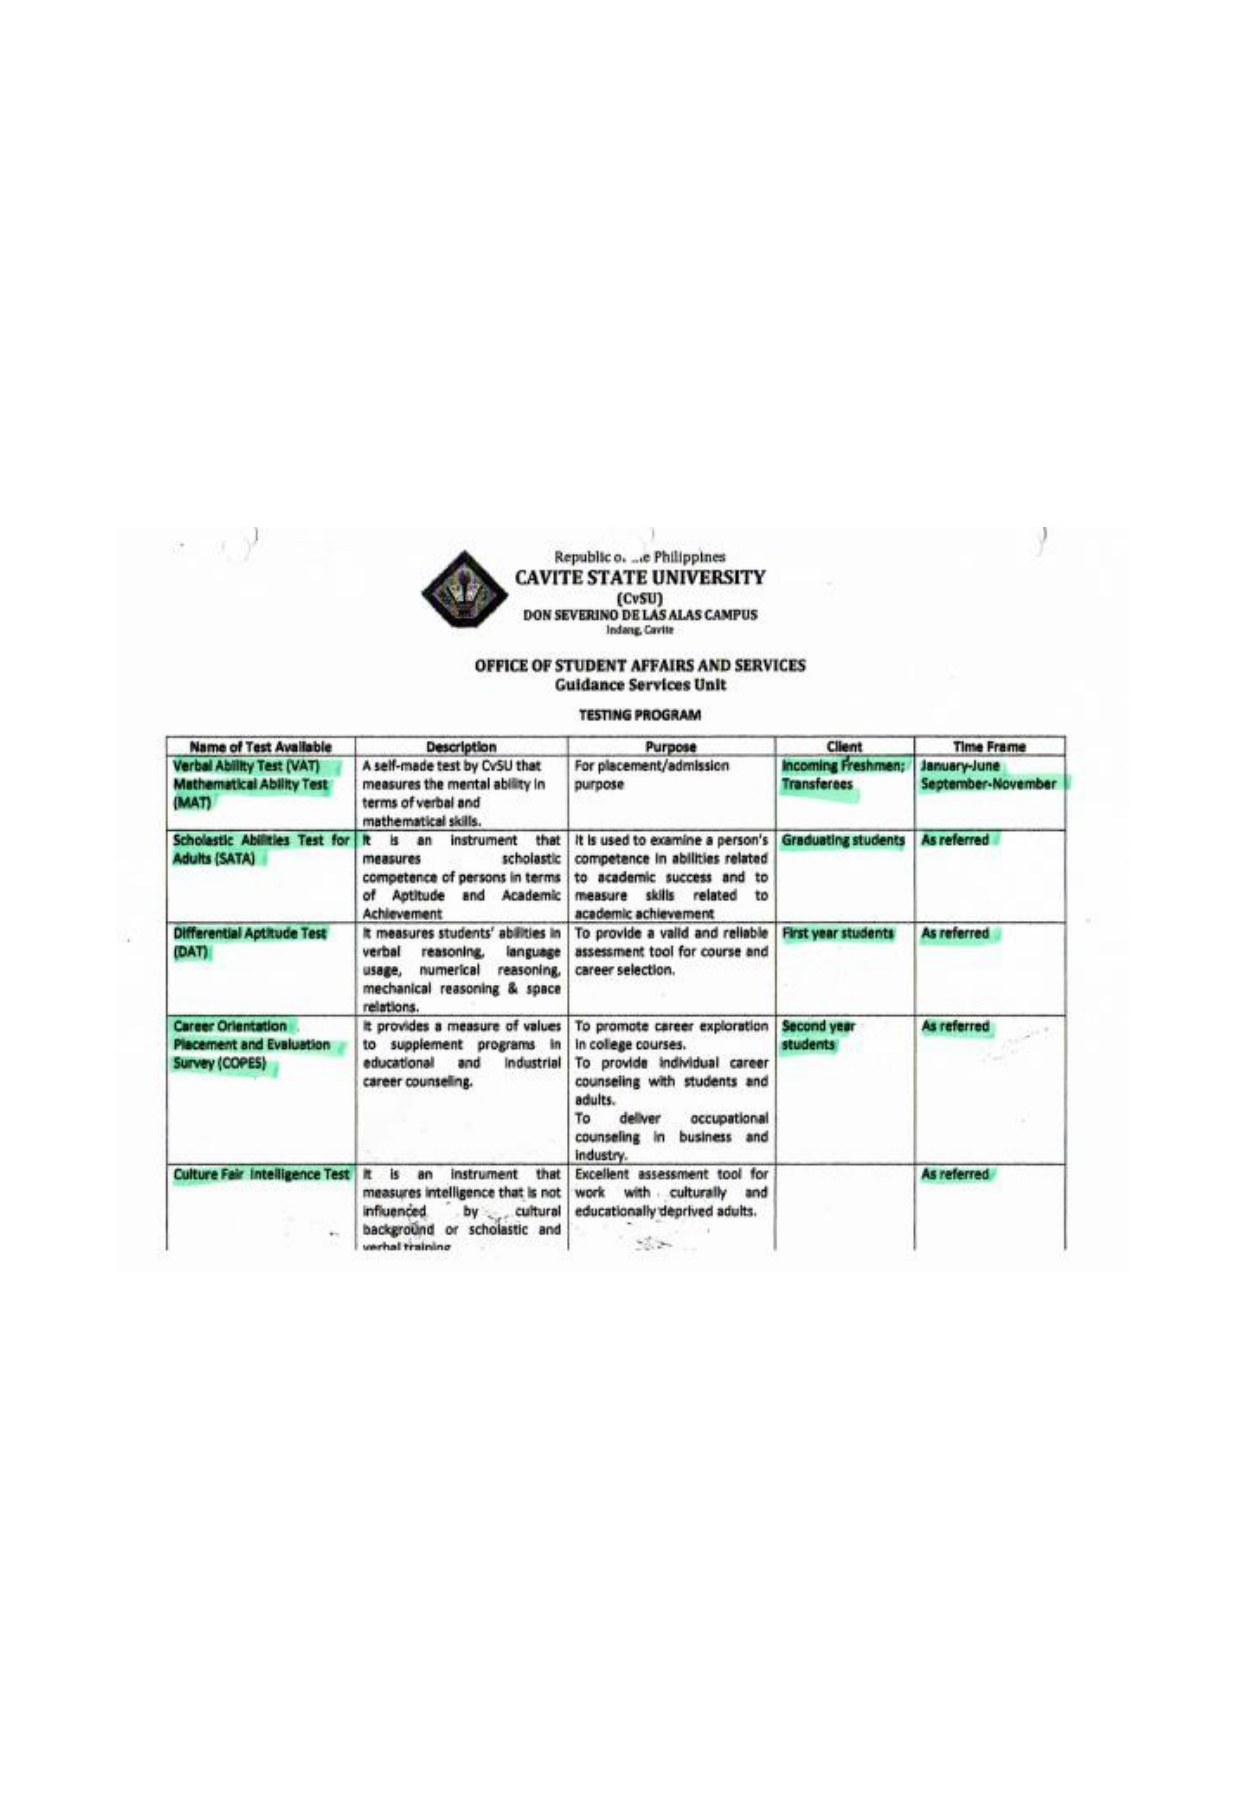 Republic o. ...e Philippines
CAVITE STATE UNIVERSITY
(CvSU)
DON SEVERINO DE LAS ALAS CAMPUS
Indang, Cavite
OFFICE OF STUDENT AFFAIRS AND SERVICES
Guidance Services Unit
TESTING PROGRAM
Name of Test Available Description Purpose Client Time Frame
Verbal Ability Test (VAT)
Mathematical Ability Test
(MAT)
A self-made test by CvSU that
measures the mental ability in
terms of verbal and
mathematical skills.
For placement/admission
purpose
Incoming Freshmen;
Transferees
January-June
September-November
Scholastic Abilities Test for
Adults (SATA)
It is an instrument that
measures scholastic
competence of persons in terms
of Aptitude and Academic
Achievement
It is used to examine a person's
competence in abilities related
to academic success and to
measure skills related to
academic achievement
Graduating students
As referred
Differential Aptitude Test
(DAT)
It measures students' abilities in
verbal reasoning, language
usage, numerical reasoning,
mechanical reasoning & space
relations.
To provide a valid and reliable
assessment tool for course and
career selection.
First year students
As referred
Career Orientation
Placement and Evaluation
Survey (COPES)
It provides a measure of values
to supplement programs in
educational and industrial
career counseling.
To promote career exploration
in college courses.
To provide individual career
counseling with students and
adults.
To deliver occupational
counseling in business and
industry.
Second year
students
As referred
Culture Fair Intelligence Test
It is an instrument that
measures intelligence that is not
influenced by cultural
background or scholastic and
verbal training
Excellent assessment tool for
work with culturally and
educationally deprived adults.
As referred